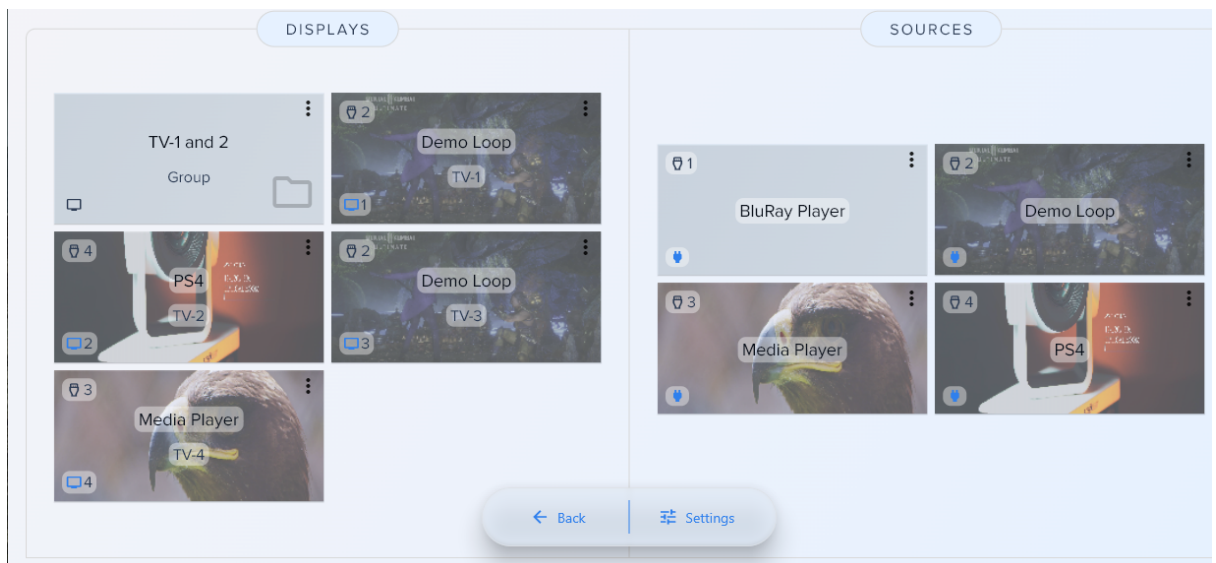 DISPLAYS
SOURCES
TV-1 and 2
Group
2
Demo Loop
TV-1
1
4
PS4
TV-2
2
2
Demo Loop
TV-3
3
3
Media Player
TV-4
4
1
BluRay Player
2
Demo Loop
3
Media Player
4
PS4
Back
Settings